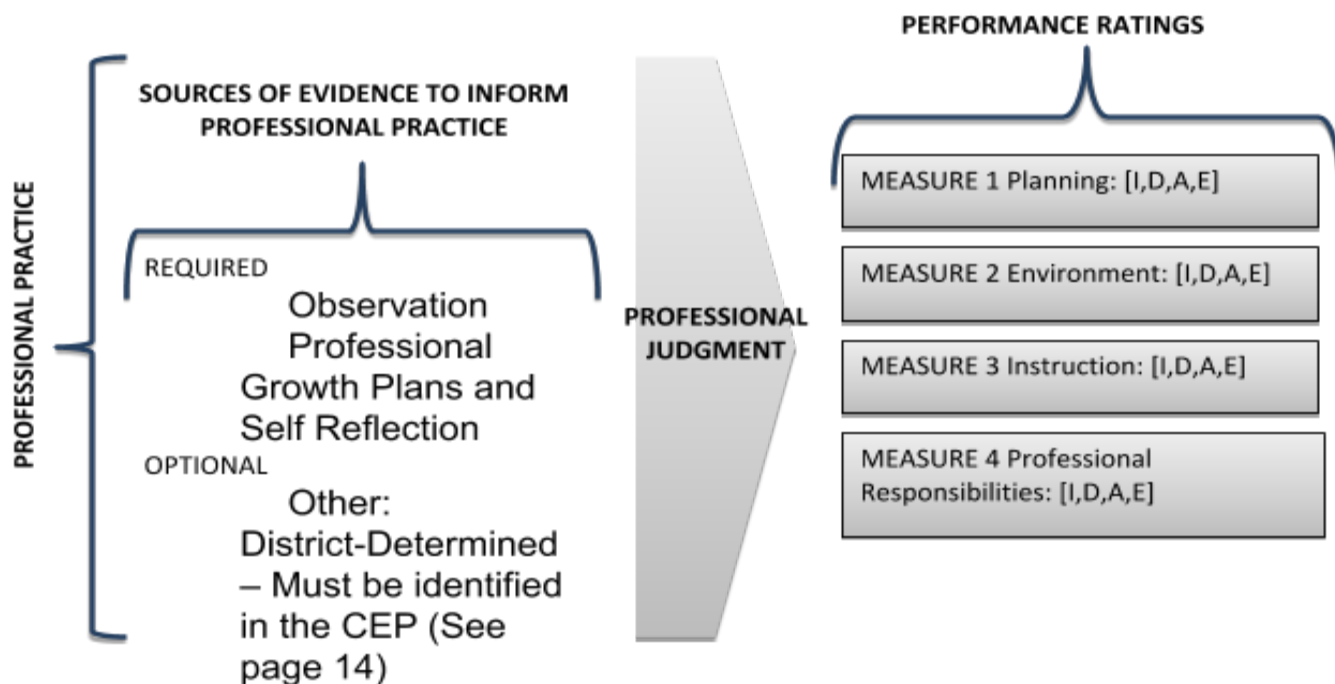 PROFESSIONAL PRACTICE
SOURCES OF EVIDENCE TO INFORM
PROFESSIONAL PRACTICE
REQUIRED
Observation
Professional
Growth Plans and
Self Reflection
OPTIONAL
Other:
District-Determined
– Must be identified
in the CEP (See
page 14)
PROFESSIONAL
JUDGMENT
PERFORMANCE RATINGS
MEASURE 1 Planning: [I,D,A,E]
MEASURE 2 Environment: [I,D,A,E]
MEASURE 3 Instruction: [I,D,A,E]
MEASURE 4 Professional
Responsibilities: [I,D,A,E]